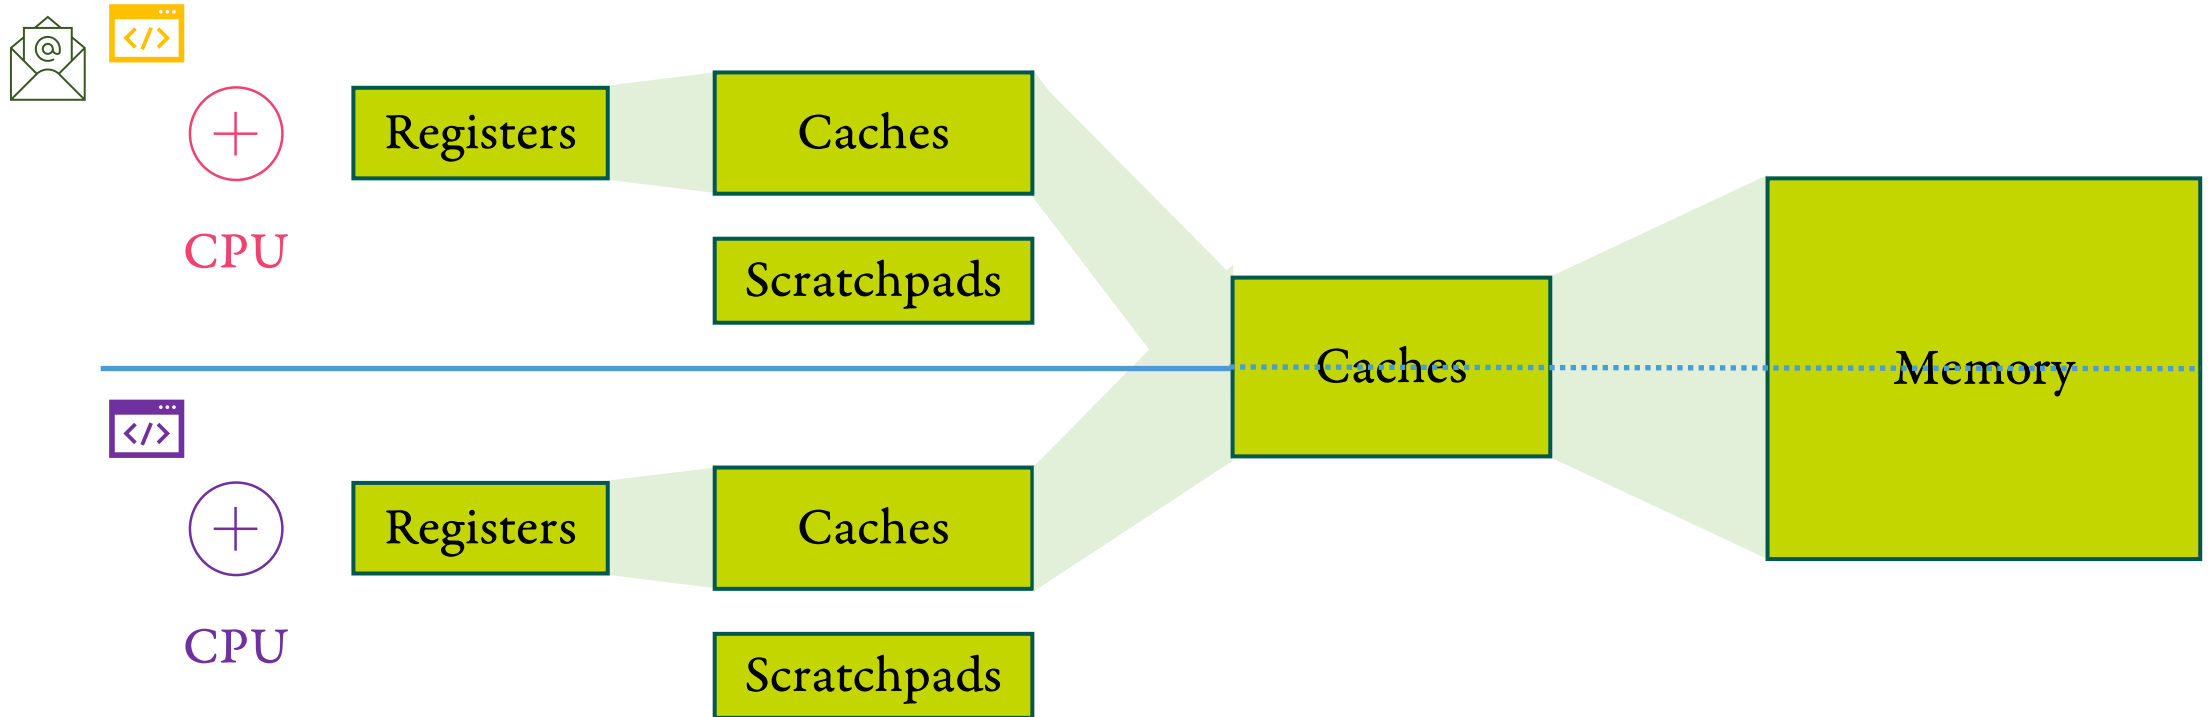 @
</>
Registers
Caches
CPU
Scratchpads
Caches
Memory
</>
Registers
Caches
CPU
Scratchpads